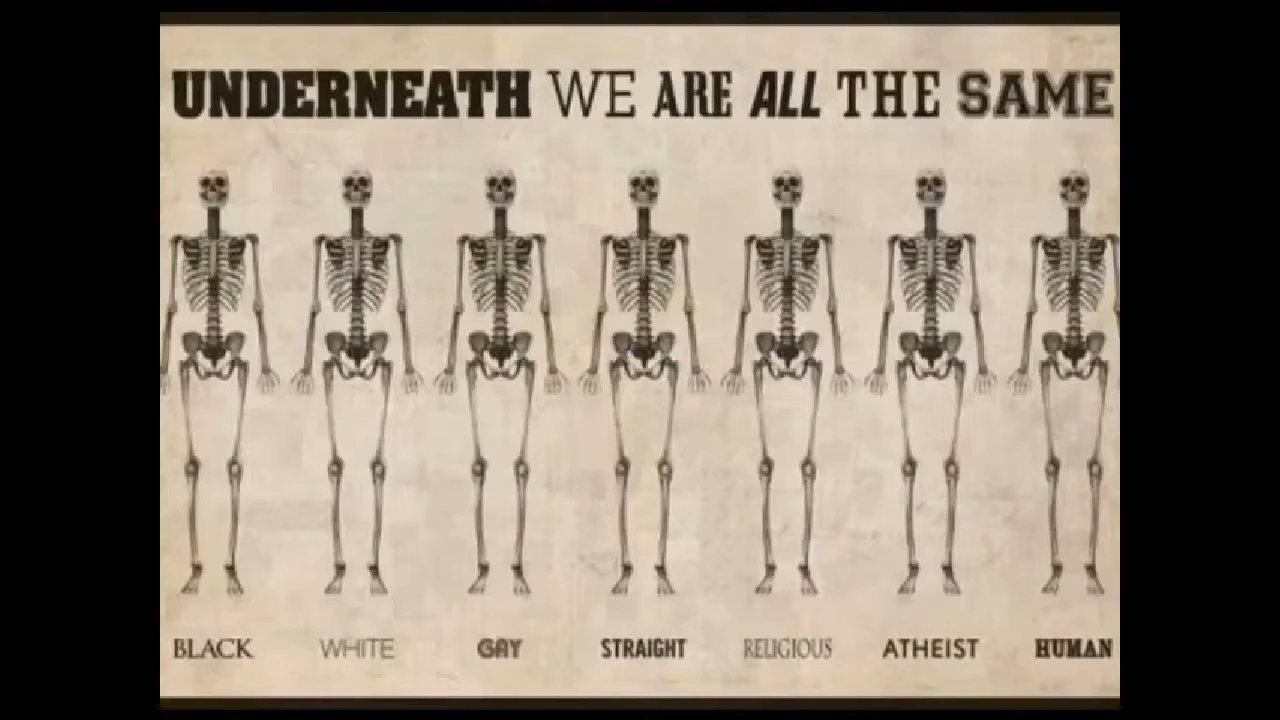 UNDERNEATH WE ARE ALL THE SAME
BLACK WHITE GAY STRAIGHT RELIGIOUS ATHEIST HUMAN